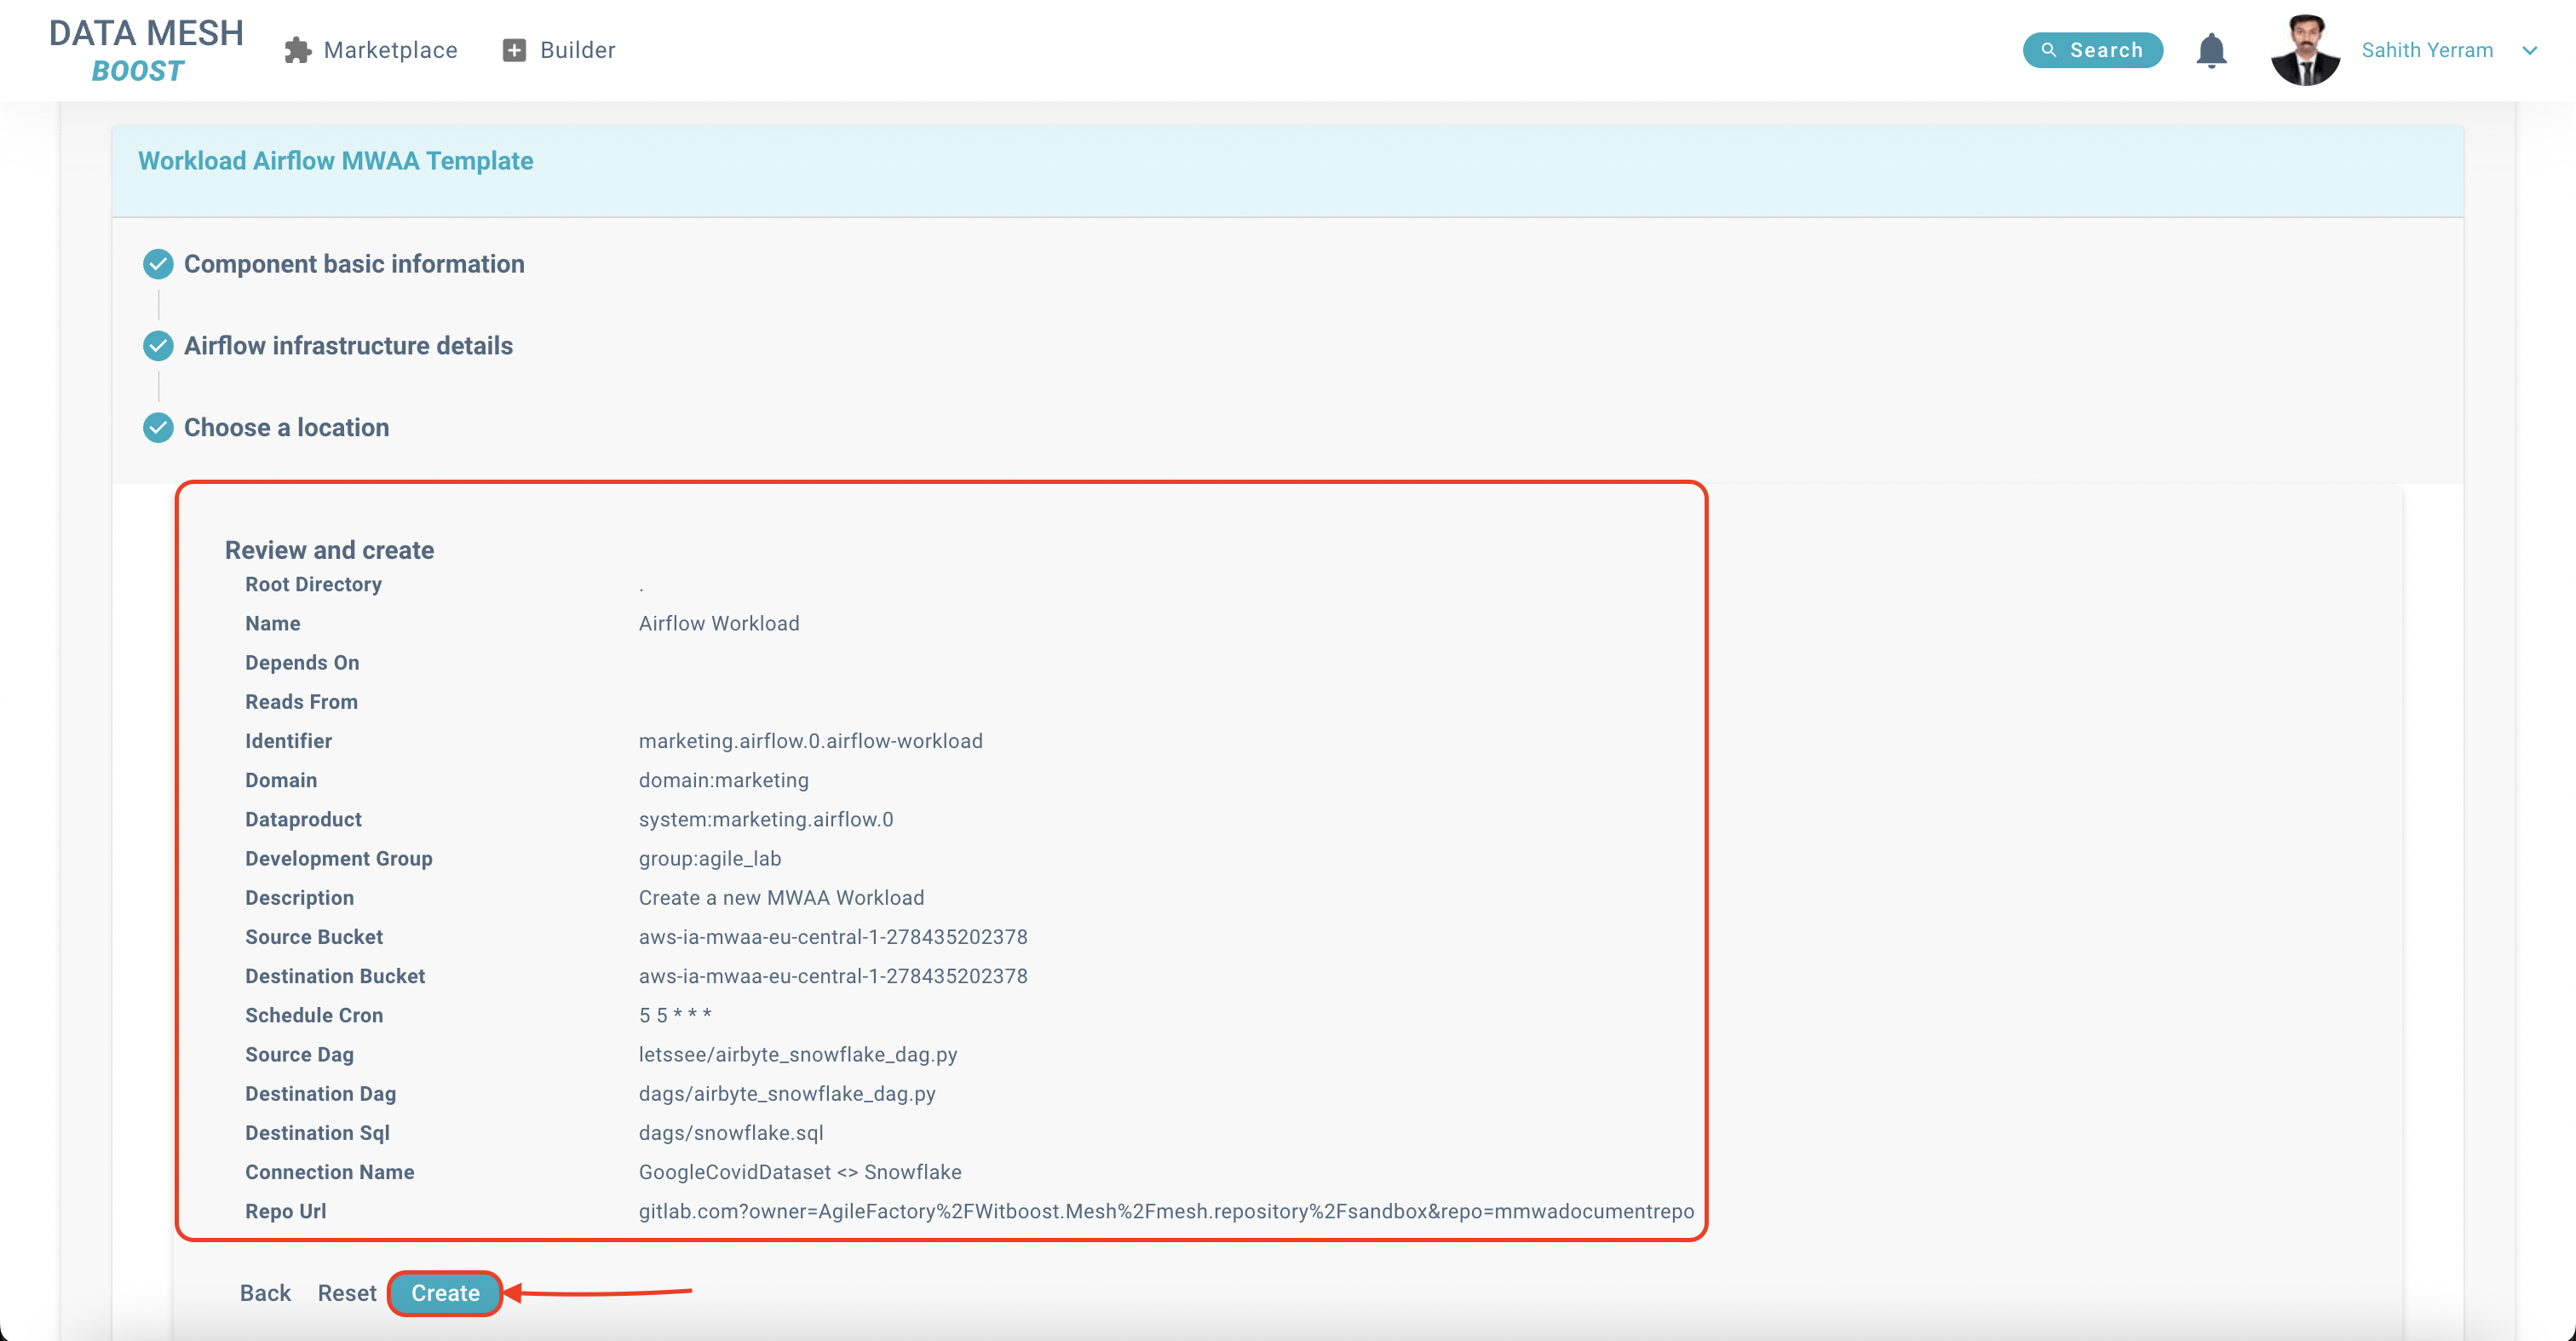 DATA MESH
BOOST
Marketplace
Builder
Search
Sahith Yerram
Workload Airflow MWAA Template
Component basic information
Airflow infrastructure details
Choose a location
Review and create
Root Directory .
Name Airflow Workload
Depends On
Reads From
Identifier marketing.airflow.0.airflow-workload
Domain domain:marketing
Dataproduct system:marketing.airflow.0
Development Group group:agile_lab
Description Create a new MWAA Workload
Source Bucket aws-ia-mwaa-eu-central-1-278435202378
Destination Bucket aws-ia-mwaa-eu-central-1-278435202378
Schedule Cron 5 5 * * *
Source Dag letssee/airbyte_snowflake_dag.py
Destination Dag dags/airbyte_snowflake_dag.py
Destination Sql dags/snowflake.sql
Connection Name GoogleCovidDataset <> Snowflake
Repo Url gitlab.com?owner=AgileFactory%2FWitboost.Mesh%2Fmesh.repository%2Fsandbox&repo=mmwadocumentrepo
Back Reset Create